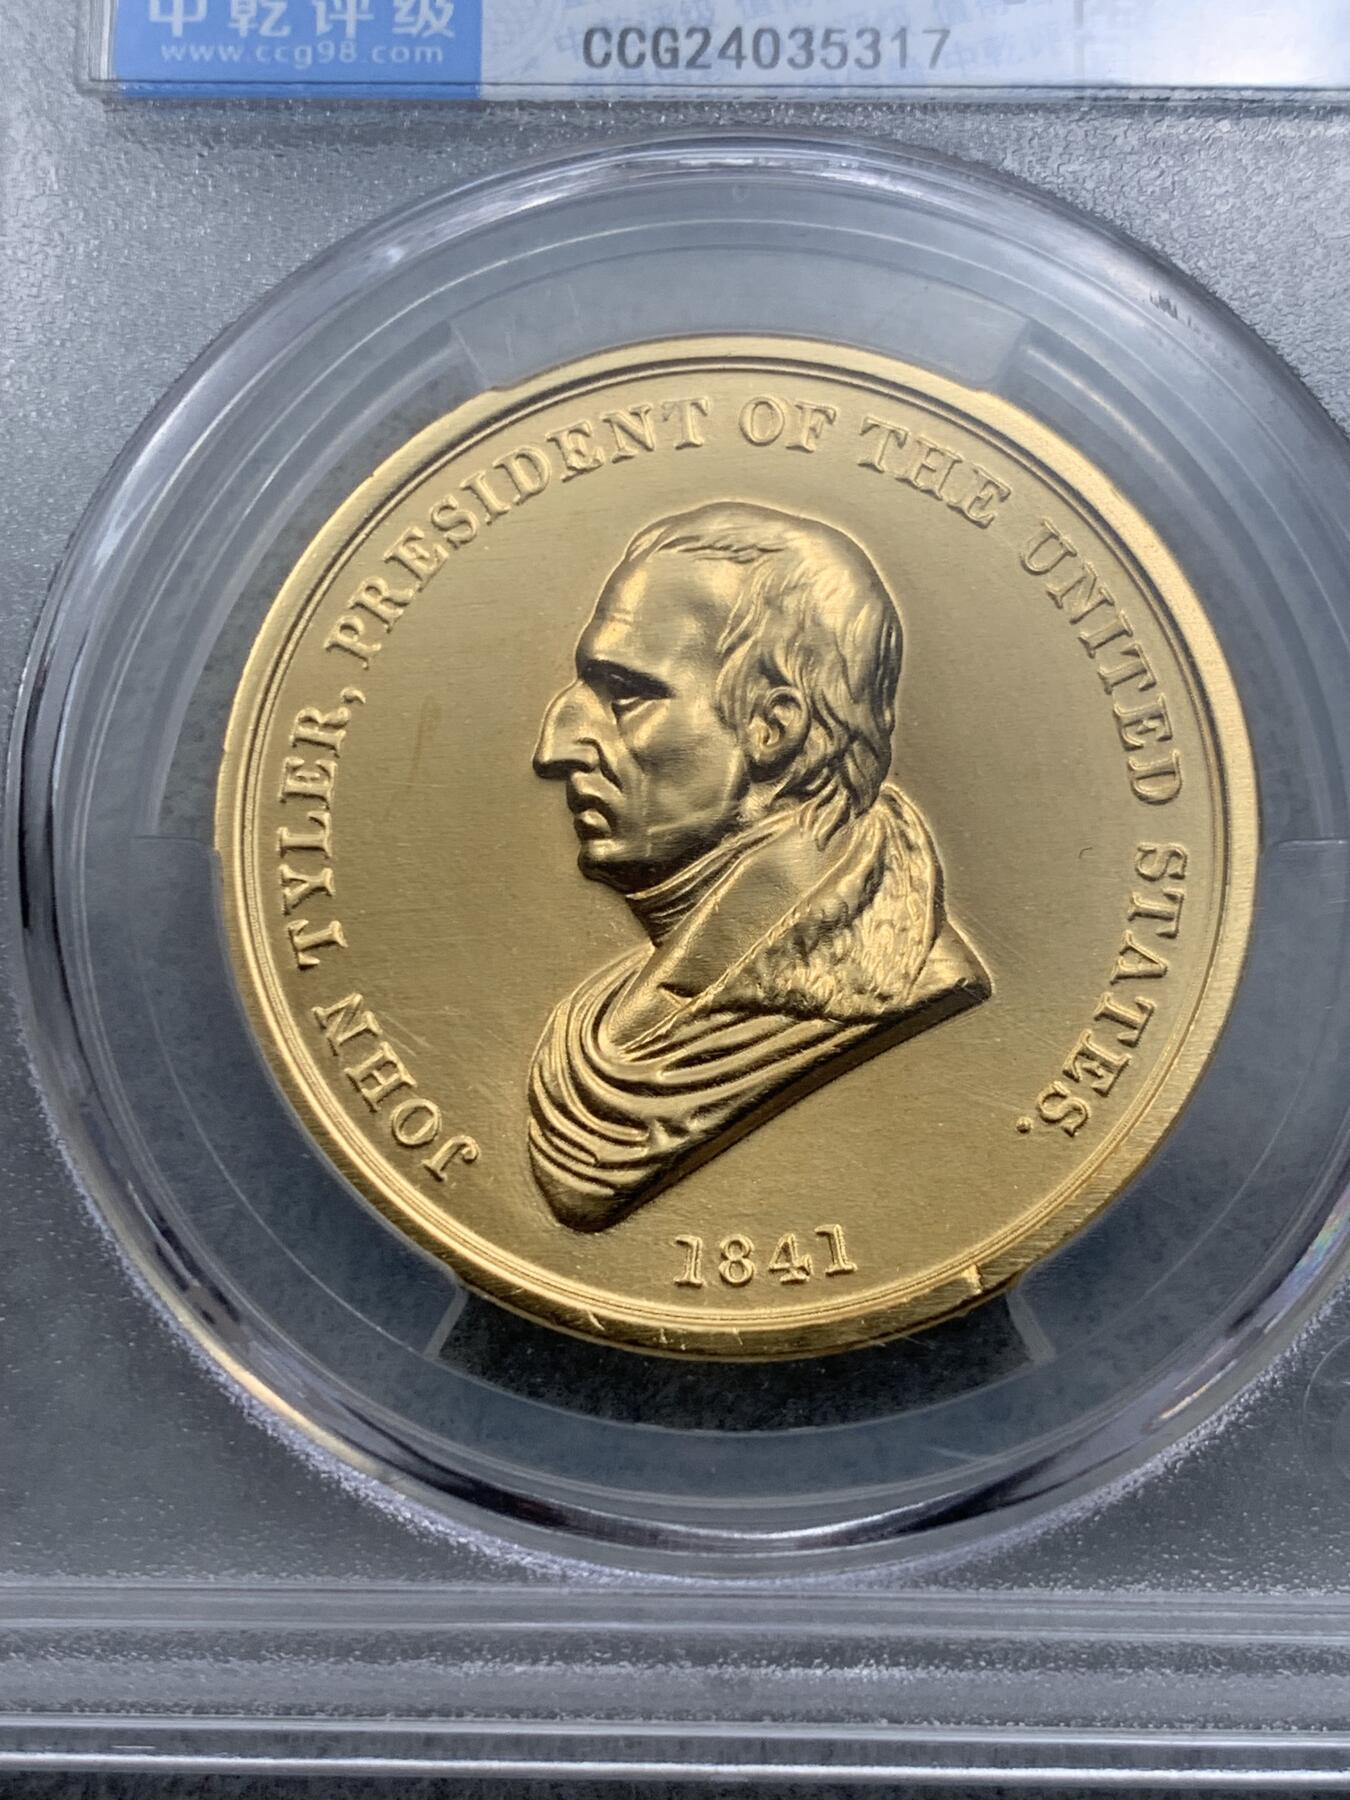 中乾评级
www.ccg98.com
CCG24035317
JOHN TYLER, PRESIDENT OF THE UNITED STATES.
1841